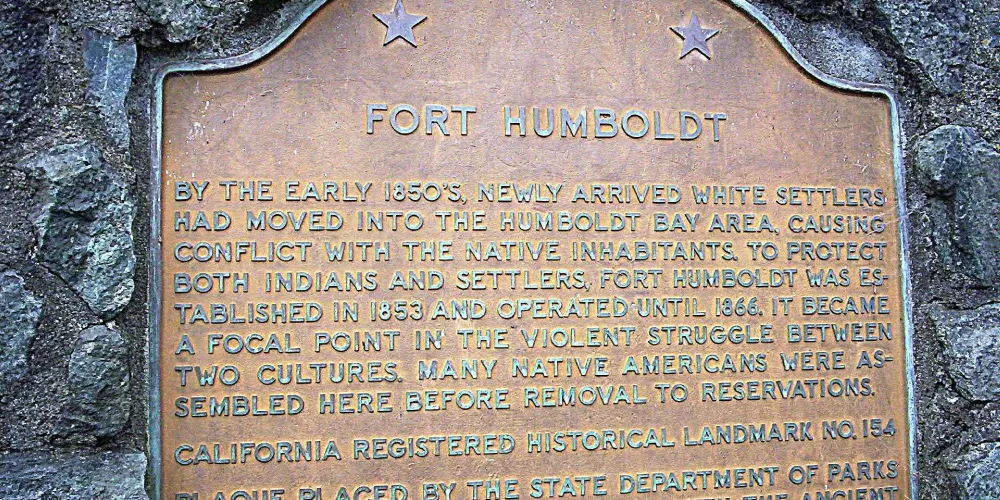 FORT HUMBOLDT
BY THE EARLY 1850'S, NEWLY ARRIVED WHITE SETTLERS
HAD MOVED INTO THE HUMBOLDT BAY AREA, CAUSING
CONFLICT WITH THE NATIVE INHABITANTS. TO PROTECT
BOTH INDIANS AND SETTLERS, FORT HUMBOLDT WAS ES-
TABLISHED IN 1853 AND OPERATED UNTIL 1866. IT BECAME
A FOCAL POINT IN THE VIOLENT STRUGGLE BETWEEN
TWO CULTURES. MANY NATIVE AMERICANS WERE AS-
SEMBLED HERE BEFORE REMOVAL TO RESERVATIONS.
CALIFORNIA REGISTERED HISTORICAL LANDMARK NO. 154
PLAQUE PLACED BY THE STATE DEPARTMENT OF PARKS
THE ANCIENT